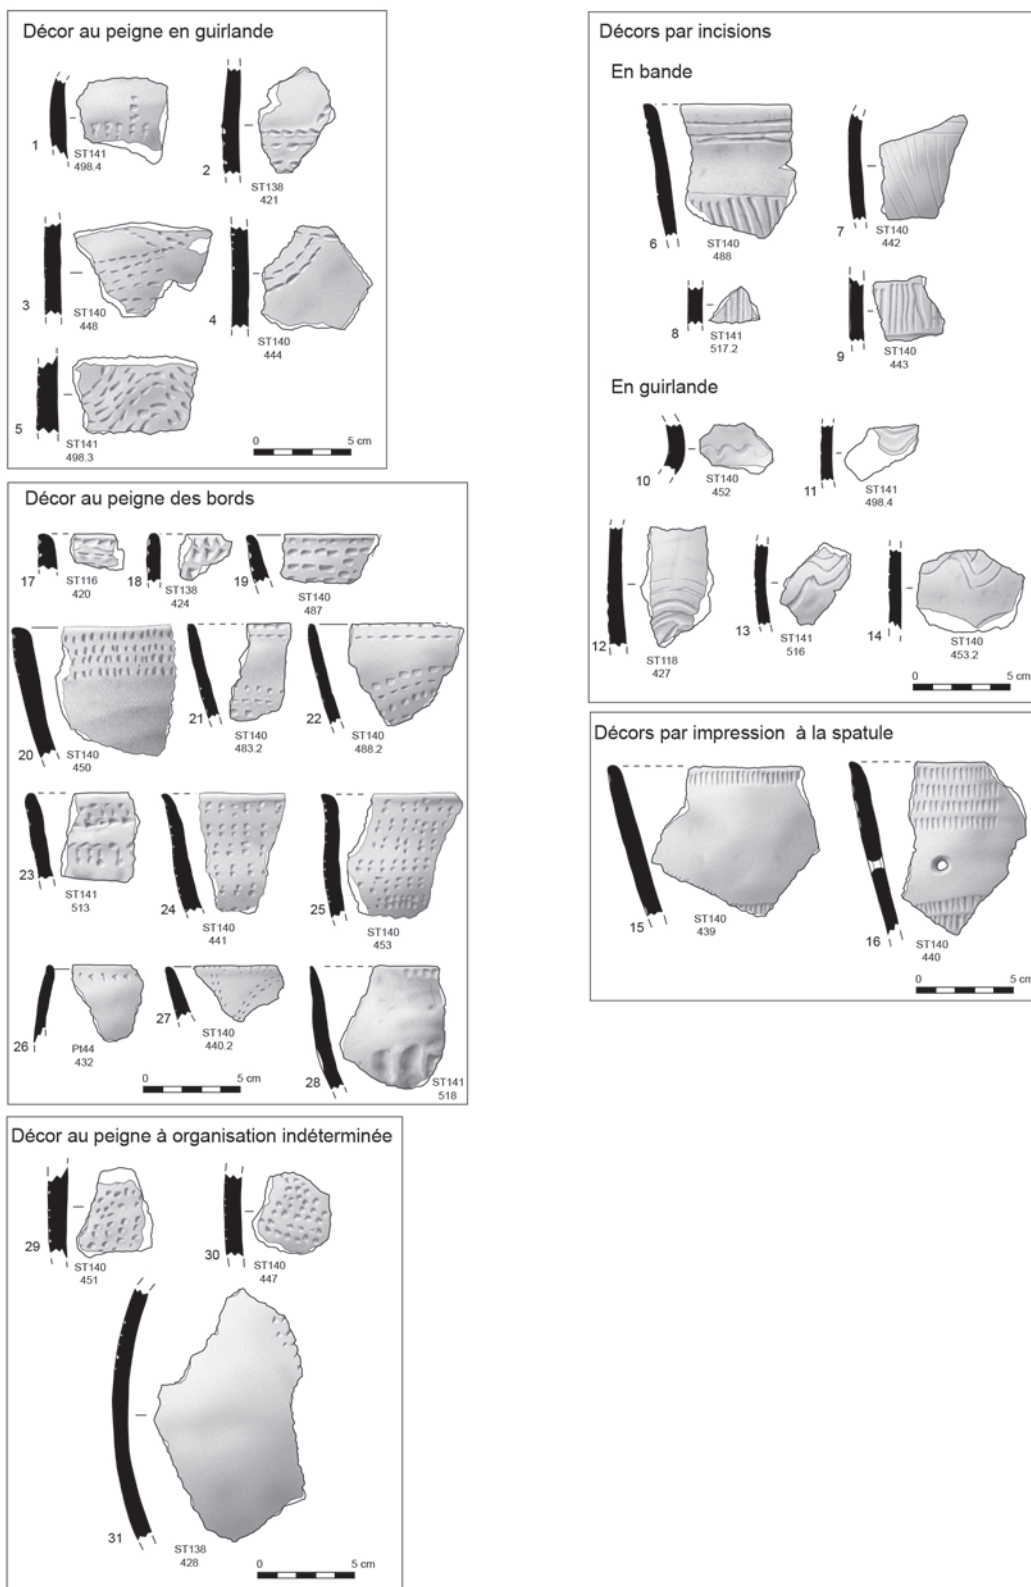 Décor au peigne en guirlande
1
ST141
498.4
2
ST138
421
3
ST140
448
4
ST140
444
5
ST141
498.3
0 5 cm
Décor au peigne des bords
17
ST116
420
18
ST138
424
19
ST140
487
20
ST140
450
21
ST140
483.2
22
ST140
488.2
23
ST141
513
24
ST140
441
25
ST140
453
26
Pt44
432
27
ST140
440.2
28
ST141
518
0 5 cm
Décor au peigne à organisation indéterminée
29
ST140
451
30
ST140
447
31
ST138
428
0 5 cm
Décors par incisions
En bande
6
ST140
488
7
ST140
442
8
ST141
517.2
9
ST140
443
En guirlande
10
ST140
452
11
ST141
498.4
12
ST118
427
13
ST141
516
14
ST140
453.2
0 5 cm
Décors par impression à la spatule
15
ST140
439
16
ST140
440
0 5 cm